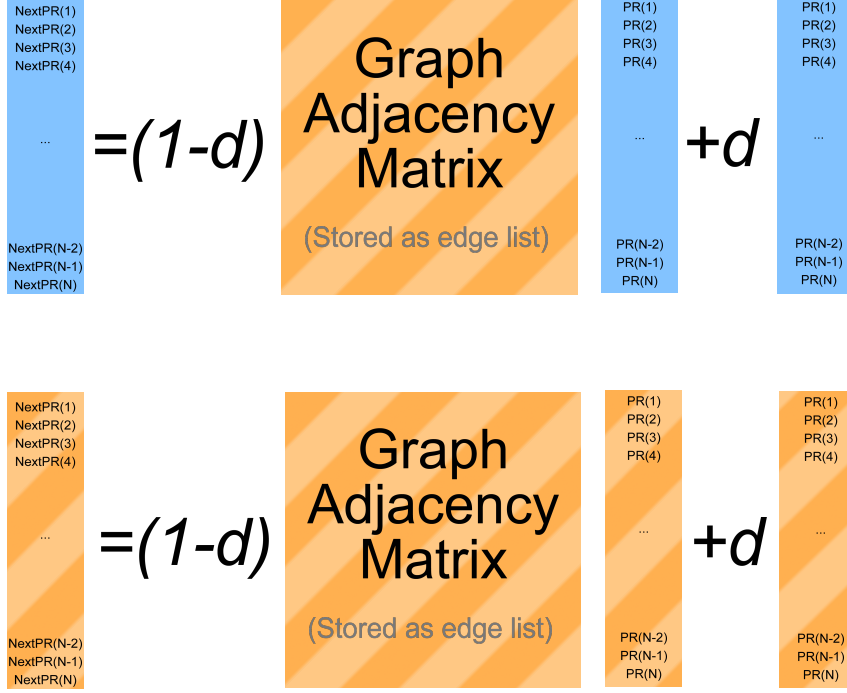 NextPR(1)
NextPR(2)
NextPR(3)
NextPR(4)
...
NextPR(N-2)
NextPR(N-1)
NextPR(N)
=(1-d)
Graph
Adjacency
Matrix
(Stored as edge list)
PR(1)
PR(2)
PR(3)
PR(4)
...
PR(N-2)
PR(N-1)
PR(N)
+d
PR(1)
PR(2)
PR(3)
PR(4)
...
PR(N-2)
PR(N-1)
PR(N)
NextPR(1)
NextPR(2)
NextPR(3)
NextPR(4)
...
NextPR(N-2)
NextPR(N-1)
NextPR(N)
=(1-d)
Graph
Adjacency
Matrix
(Stored as edge list)
PR(1)
PR(2)
PR(3)
PR(4)
...
PR(N-2)
PR(N-1)
PR(N)
+d
PR(1)
PR(2)
PR(3)
PR(4)
...
PR(N-2)
PR(N-1)
PR(N)